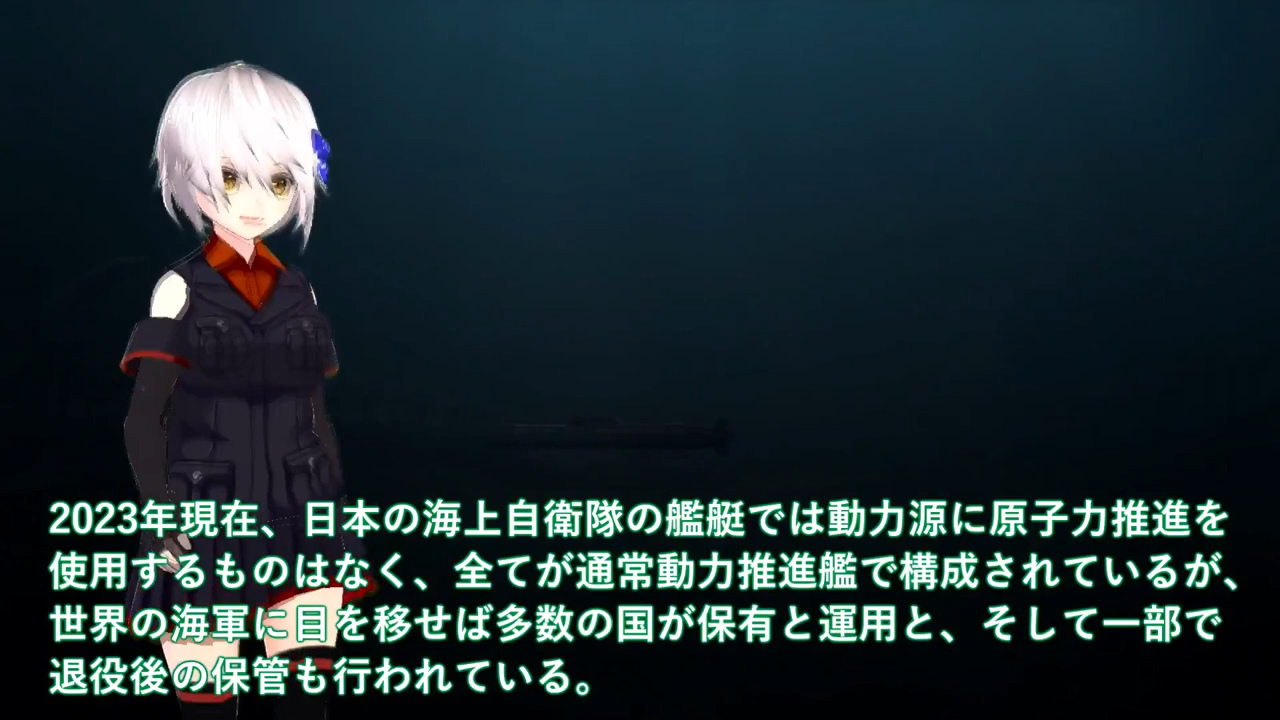 2023年現在、日本の海上自衛隊の艦艇では動力源に原子力推進を
使用するものはなく、全てが通常動力推進艦で構成されているが、
世界の海軍に目を移せば多数の国が保有と運用と、そして一部で
退役後の保管も行われている。